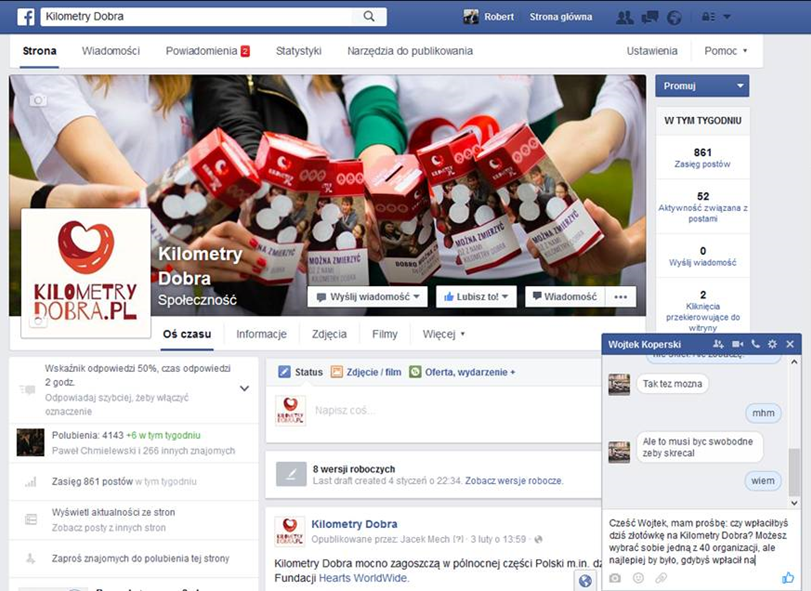 Kilometry Dobra
Robert
Strona główna
Strona
Wiadomości
Powiadomienia 2
Statystyki
Narzędzia do publikowania
Ustawienia
Pomoc
MOŻNA ZMIERZYĆ
MOŻNA ZMIERZYĆ
MOŻNA ZMIERZYĆ
KILOMETRY
DOBRA.PL
Kilometry
Dobra
Społeczność
Wyślij wiadomość
Lubisz to!
Wiadomość
Promuj
W TYM TYGODNIU
861
Zasięg postów
52
Aktywność związana z
postami
0
Wyślij wiadomość
2
Kliknięcia
przekierowujące do
witryny
Oś czasu
Informacje
Zdjęcia
Filmy
Więcej
Wskaźnik odpowiedzi 50%, czas odpowiedzi
2 godz.
Odpowiadaj szybciej, żeby włączyć
oznaczenie
Polubienia: 4143 +6 w tym tygodniu
Paweł Chmielewski i 266 innych znajomych
Zasięg 861 postów w tym tygodniu
Wyświetl aktualności ze stron
Zobacz posty z innych stron
Zaproś znajomych do polubienia tej strony
Status
Zdjęcie / film
Oferta, wydarzenie +
Napisz coś...
8 wersji roboczych
Last draft created 4 styczeń o 22:34. Zobacz wersje robocze.
Kilometry Dobra
Opublikowane przez: Jacek Mech [?] · 3 luty o 13:59 ·
Kilometry Dobra mocno zagoszczą w północnej części Polski m.in. dz
Fundacji Hearts WorldWide.
Wojtek Koperski
Tak tez mozna
mhm
Ale to musi byc swobodne
zeby skrecal
wiem
Cześć Wojtek, mam prośbę: czy wpłaciłbyś
dziś złotówkę na Kilometry Dobra? Możesz
wybrać sobie jedną z 40 organizacji, ale
najlepiej by było, gdybyś wpłacił na